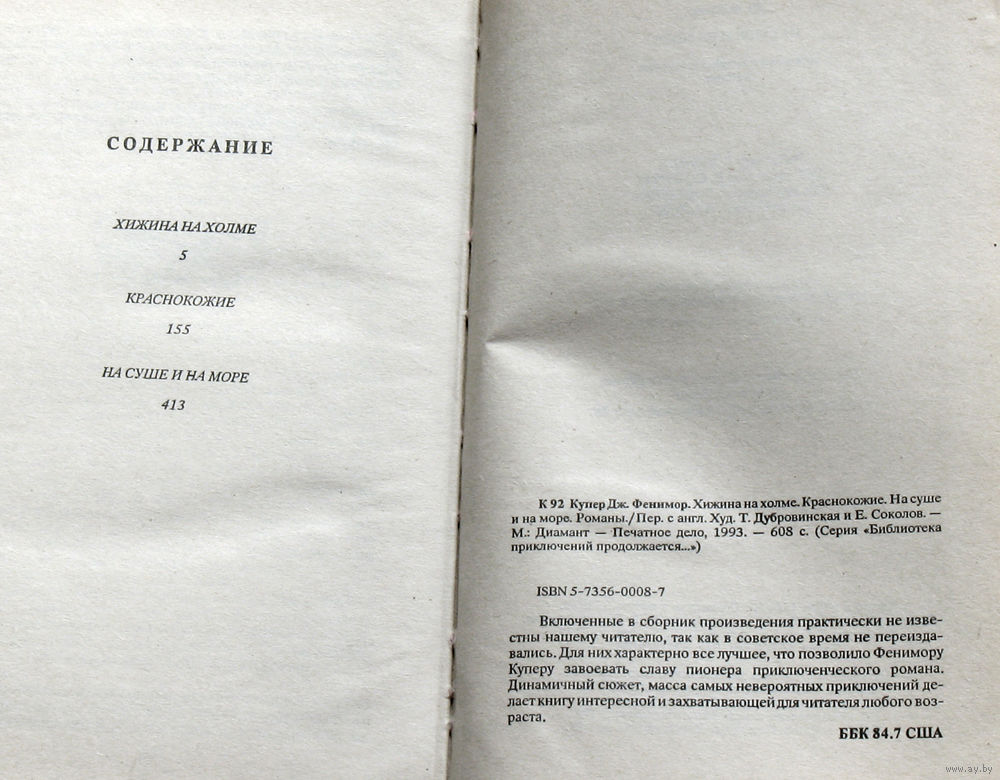 СОДЕРЖАНИЕ
ХИЖИНА НА ХОЛМЕ
5
КРАСНОКОЖИЕ
155
НА СУШЕ И НА МОРЕ
413
К 92 Купер Дж. Фенимор. Хижина на холме. Краснокожие. На суше
и на море. Романы./Пер. с англ. Худ. Т. Дубровинская и Е. Соколов. —
М.: Диамант — Печатное дело, 1993. — 608 с. (Серия «Библиотека
приключений продолжается...»)
ISBN 5-7356-0008-7
Включенные в сборник произведения практически не изве-
стны нашему читателю, так как в советское время не переизда-
вались. Для них характерно все лучшее, что позволило Фенимору
Куперу завоевать славу пионера приключенческого романа.
Динамичный сюжет, масса самых невероятных приключений де-
лает книгу интересной и захватывающей для читателя любого воз-
раста.
ББК 84.7 США
www.ay.by